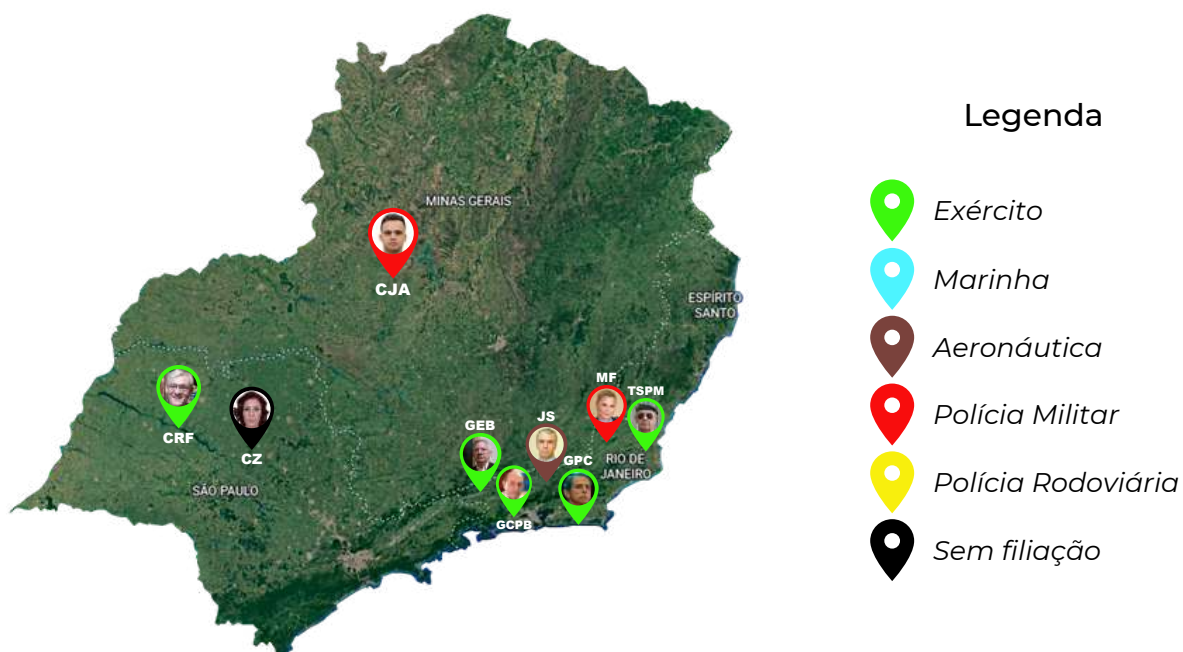 Legenda
Exército
Marinha
Aeronáutica
Polícia Militar
Polícia Rodoviária
Sem filiação
MINAS GERAIS
CJA
ESPÍRITO
SANTO
CRF
CZ
SÃO PAULO
GEB
GCPB
JS
GPC
MF
TSPM
RIO DE
JANEIRO